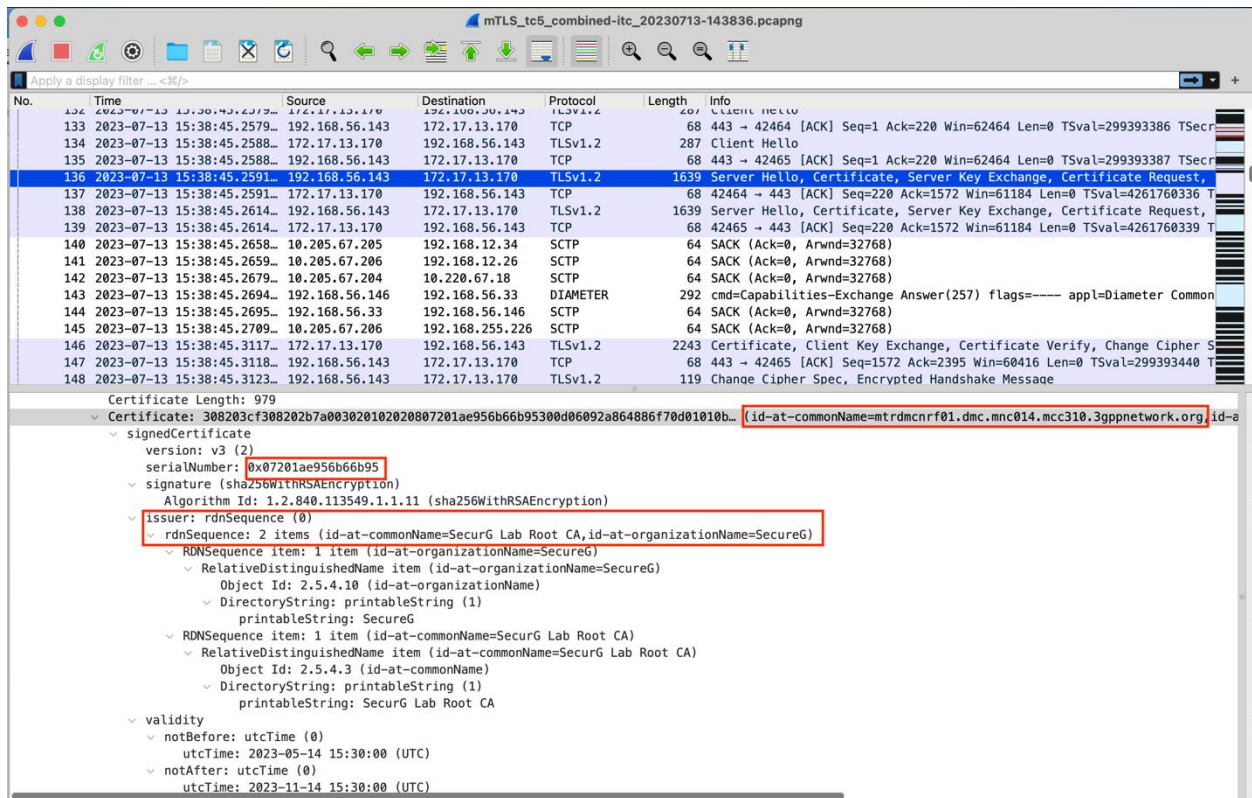 mTLS_tc5_combined-itc_20230713-143836.pcapng
Apply a display filter ... <⌘/>
No. Time Source Destination Protocol Length Info
132 2023-07-13 15:38:45.2579… 172.17.13.170 192.168.56.143 TLSv1.2 287 Client Hello
133 2023-07-13 15:38:45.2579… 192.168.56.143 172.17.13.170 TCP 68 443 → 42464 [ACK] Seq=1 Ack=220 Win=62464 Len=0 TSval=299393386 TSecr
134 2023-07-13 15:38:45.2588… 172.17.13.170 192.168.56.143 TLSv1.2 287 Client Hello
135 2023-07-13 15:38:45.2588… 192.168.56.143 172.17.13.170 TCP 68 443 → 42465 [ACK] Seq=1 Ack=220 Win=62464 Len=0 TSval=299393387 TSecr
136 2023-07-13 15:38:45.2591… 192.168.56.143 172.17.13.170 TLSv1.2 1639 Server Hello, Certificate, Server Key Exchange, Certificate Request,
137 2023-07-13 15:38:45.2591… 172.17.13.170 192.168.56.143 TCP 68 42464 → 443 [ACK] Seq=220 Ack=1572 Win=61184 Len=0 TSval=4261760336 T
138 2023-07-13 15:38:45.2614… 192.168.56.143 172.17.13.170 TLSv1.2 1639 Server Hello, Certificate, Server Key Exchange, Certificate Request,
139 2023-07-13 15:38:45.2614… 172.17.13.170 192.168.56.143 TCP 68 42465 → 443 [ACK] Seq=220 Ack=1572 Win=61184 Len=0 TSval=4261760339 T
140 2023-07-13 15:38:45.2658… 10.205.67.205 192.168.12.34 SCTP 64 SACK (Ack=0, Arwnd=32768)
141 2023-07-13 15:38:45.2659… 10.205.67.206 192.168.12.26 SCTP 64 SACK (Ack=0, Arwnd=32768)
142 2023-07-13 15:38:45.2679… 10.205.67.204 10.220.67.18 SCTP 64 SACK (Ack=0, Arwnd=32768)
143 2023-07-13 15:38:45.2694… 192.168.56.146 192.168.56.33 DIAMETER 292 cmd=Capabilities-Exchange Answer(257) flags=---- appl=Diameter Common
144 2023-07-13 15:38:45.2695… 192.168.56.33 192.168.56.146 SCTP 64 SACK (Ack=0, Arwnd=32768)
145 2023-07-13 15:38:45.2709… 10.205.67.206 192.168.255.226 SCTP 64 SACK (Ack=0, Arwnd=32768)
146 2023-07-13 15:38:45.3117… 172.17.13.170 192.168.56.143 TLSv1.2 2243 Certificate, Client Key Exchange, Certificate Verify, Change Cipher S
147 2023-07-13 15:38:45.3118… 192.168.56.143 172.17.13.170 TCP 68 443 → 42465 [ACK] Seq=1572 Ack=2395 Win=60416 Len=0 TSval=299393440 T
148 2023-07-13 15:38:45.3123… 192.168.56.143 172.17.13.170 TLSv1.2 119 Change Cipher Spec, Encrypted Handshake Message
Certificate Length: 979
Certificate: 308203cf308202b7a003020102020807201ae956b66b95300d06092a864886f70d01010b… (id-at-commonName=mtrdmcnrf01.dmc.mnc014.mcc310.3gppnetwork.org,id-a
signedCertificate
version: v3 (2)
serialNumber: 0x07201ae956b66b95
signature (sha256WithRSAEncryption)
Algorithm Id: 1.2.840.113549.1.1.11 (sha256WithRSAEncryption)
issuer: rdnSequence (0)
rdnSequence: 2 items (id-at-commonName=SecurG Lab Root CA,id-at-organizationName=SecureG)
RDNSequence item: 1 item (id-at-organizationName=SecureG)
RelativeDistinguishedName item (id-at-organizationName=SecureG)
Object Id: 2.5.4.10 (id-at-organizationName)
DirectoryString: printableString (1)
printableString: SecureG
RDNSequence item: 1 item (id-at-commonName=SecurG Lab Root CA)
RelativeDistinguishedName item (id-at-commonName=SecurG Lab Root CA)
Object Id: 2.5.4.3 (id-at-commonName)
DirectoryString: printableString (1)
printableString: SecurG Lab Root CA
validity
notBefore: utcTime (0)
utcTime: 2023-05-14 15:30:00 (UTC)
notAfter: utcTime (0)
utcTime: 2023-11-14 15:30:00 (UTC)